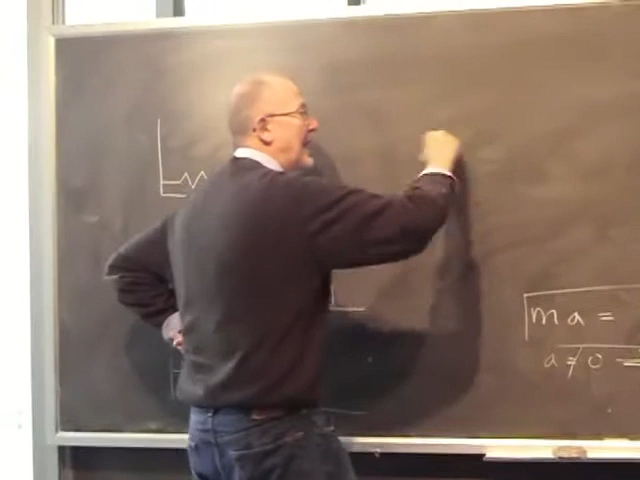 ma =
a ≠ 0